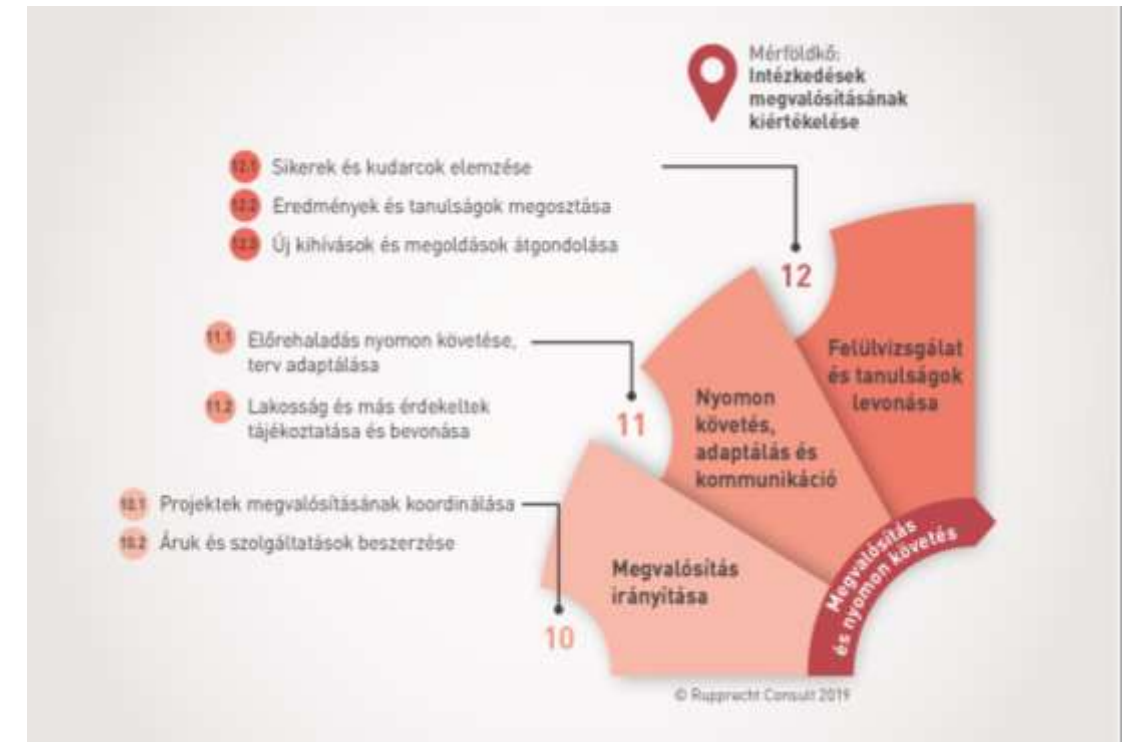 Mérföldkő:
Intézkedések
megvalósításának
kiértékelése
12.1 Sikerek és kudarcok elemzése
12.2 Eredmények és tanulságok megosztása
12.3 Új kihívások és megoldások átgondolása
12
Felülvizsgálat
és tanulságok
levonása
11.1 Előrehaladás nyomon követése,
terv adaptálása
11.2 Lakosság és más érdekeltek
tájékoztatása és bevonása
11
Nyomon
követés,
adaptálás és
kommunikáció
10.1 Projektek megvalósításának koordinálása
10.2 Áruk és szolgáltatások beszerzése
10
Megvalósítás
irányítása
Megvalósítás
és nyomon követés
© Rupprecht Consult 2019